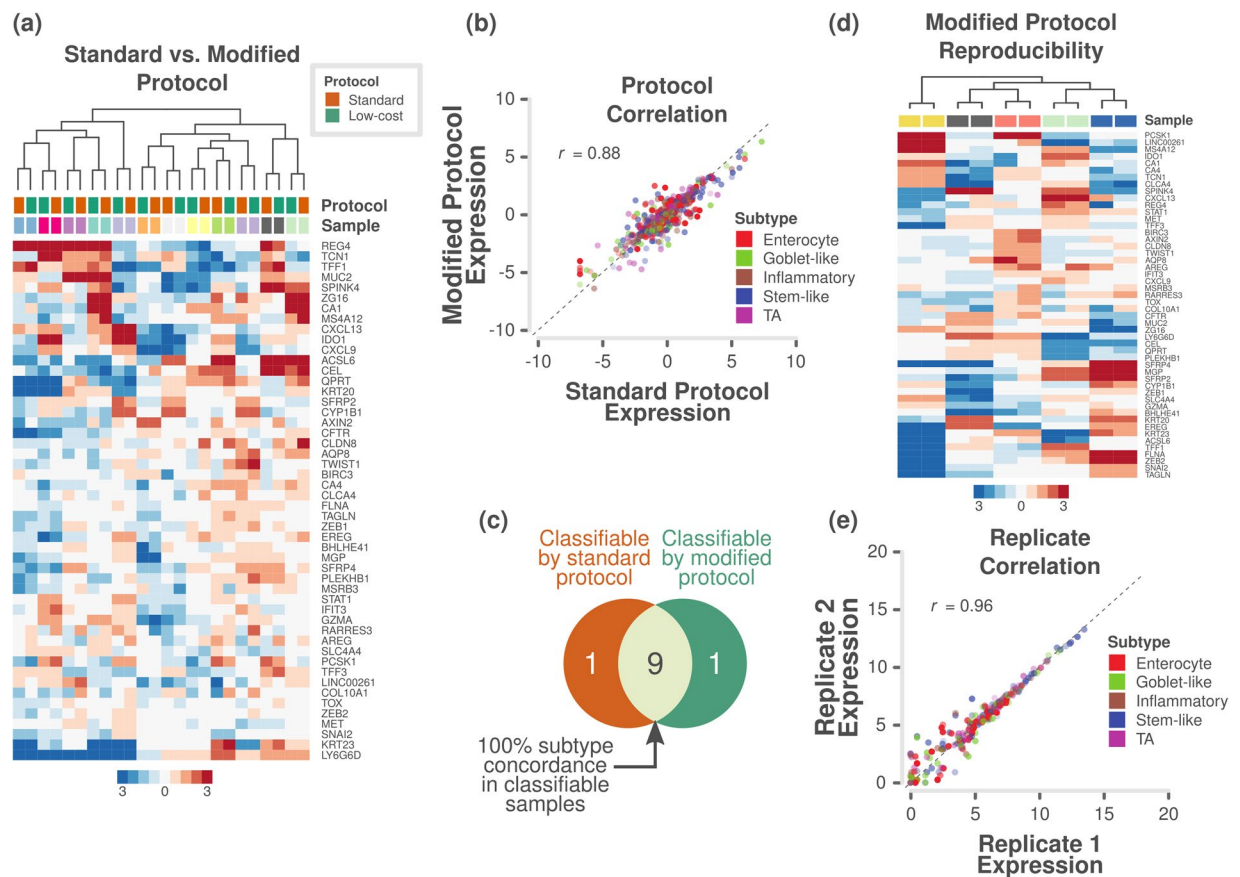 (a)
Standard vs. Modified
Protocol
Protocol
Standard
Low-cost
Protocol
Sample
REG4
TCN1
TFF1
MUC2
SPINK4
ZG16
CA1
MS4A12
CXCL13
IDO1
CXCL9
ACSL6
CEL
QPRT
KRT20
SFRP2
CYP1B1
AXIN2
CFTR
CLDN8
AQP8
TWIST1
BIRC3
CA4
CLCA4
FLNA
TAGLN
ZEB1
EREG
BHLHE41
MGP
SFRP4
PLEKHB1
MSRB3
STAT1
IFIT3
GZMA
RARRES3
AREG
SLC4A4
PCSK1
TFF3
LINC00261
COL10A1
TOX
ZEB2
MET
SNAI2
KRT23
LY6G6D
3 0 3
(b)
Protocol
Correlation
r = 0.88
Modified Protocol
Expression
10
5
0
-5
-10
-10 -5 0 5 10
Standard Protocol
Expression
Subtype
Enterocyte
Goblet-like
Inflammatory
Stem-like
TA
(c)
Classifiable
by standard
protocol
Classifiable
by modified
protocol
1 9 1
100% subtype
concordance
in classifiable
samples
(d)
Modified Protocol
Reproducibility
Sample
PCSK1
LINC00261
MS4A12
IDO1
CA1
CA4
TCN1
CLCA4
SPINK4
CXCL13
REG4
STAT1
MET
TFF3
BIRC3
AXIN2
CLDN8
TWIST1
AQP8
AREG
IFIT3
CXCL9
MSRB3
RARRES3
TOX
COL10A1
CFTR
MUC2
ZG16
LY6G6D
CEL
QPRT
PLEKHB1
SFRP4
MGP
SFRP2
CYP1B1
ZEB1
SLC4A4
GZMA
BHLHE41
KRT20
EREG
KRT23
ACSL6
TFF1
FLNA
ZEB2
SNAI2
TAGLN
3 0 3
(e)
Replicate
Correlation
r = 0.96
Replicate 2
Expression
20
15
10
5
0
0 5 10 15 20
Replicate 1
Expression
Subtype
Enterocyte
Goblet-like
Inflammatory
Stem-like
TA